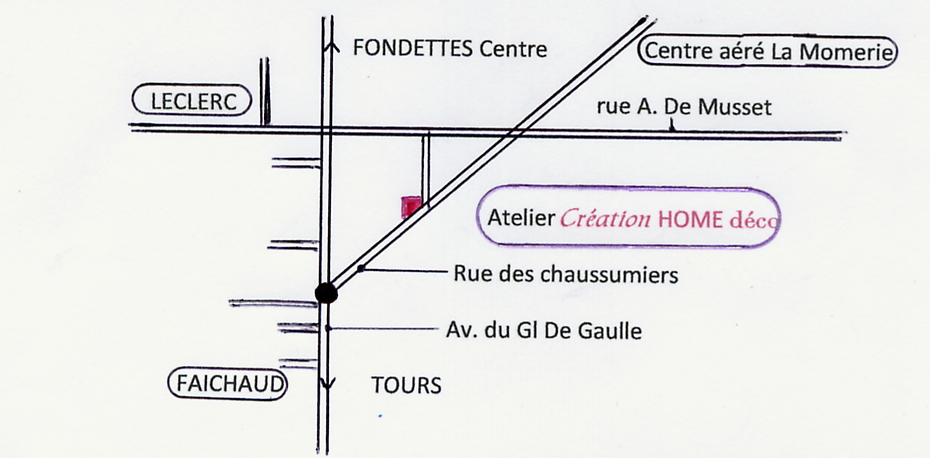 FONDETTES Centre
Centre aéré La Momerie
LECLERC
rue A. De Musset
Atelier Création HOME déco
Rue des chaussumiers
Av. du Gl De Gaulle
FAICHAUD
TOURS